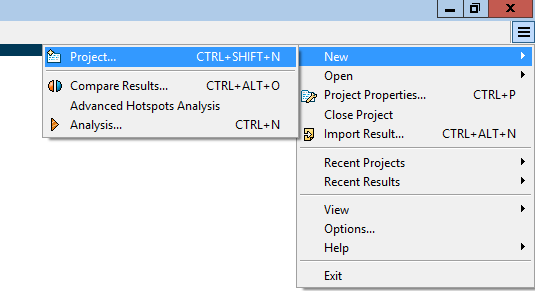 Project... CTRL+SHIFT+N
Compare Results... CTRL+ALT+O
Advanced Hotspots Analysis
Analysis... CTRL+N
New
Open
Project Properties... CTRL+P
Close Project
Import Result... CTRL+ALT+N
Recent Projects
Recent Results
View
Options...
Help
Exit